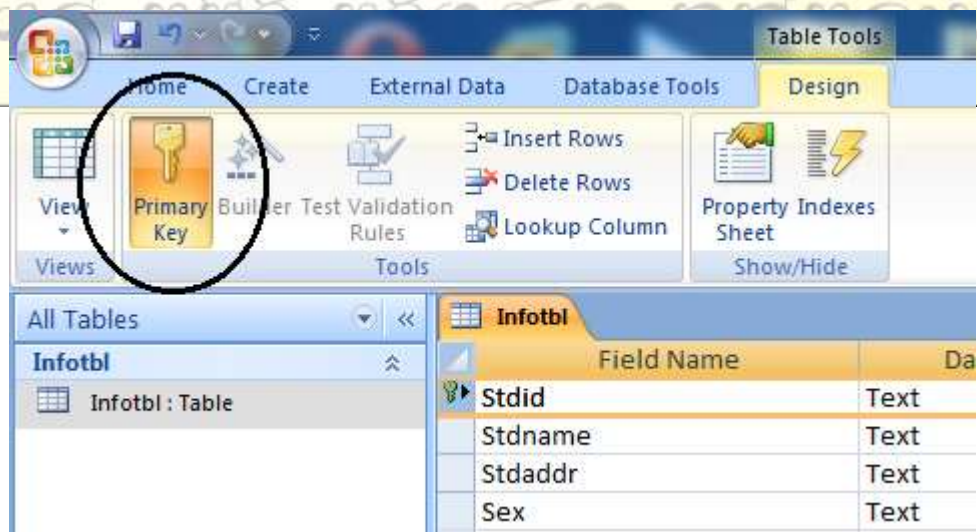 Table Tools
Home Create External Data Database Tools Design
View Primary Key Builder Test Validation Rules Insert Rows Delete Rows Lookup Column Property Sheet Indexes
Views Tools Show/Hide
All Tables Infotbl
Infotbl Field Name Da
Infotbl : Table Stdid Text
Stdname Text
Stdaddr Text
Sex Text